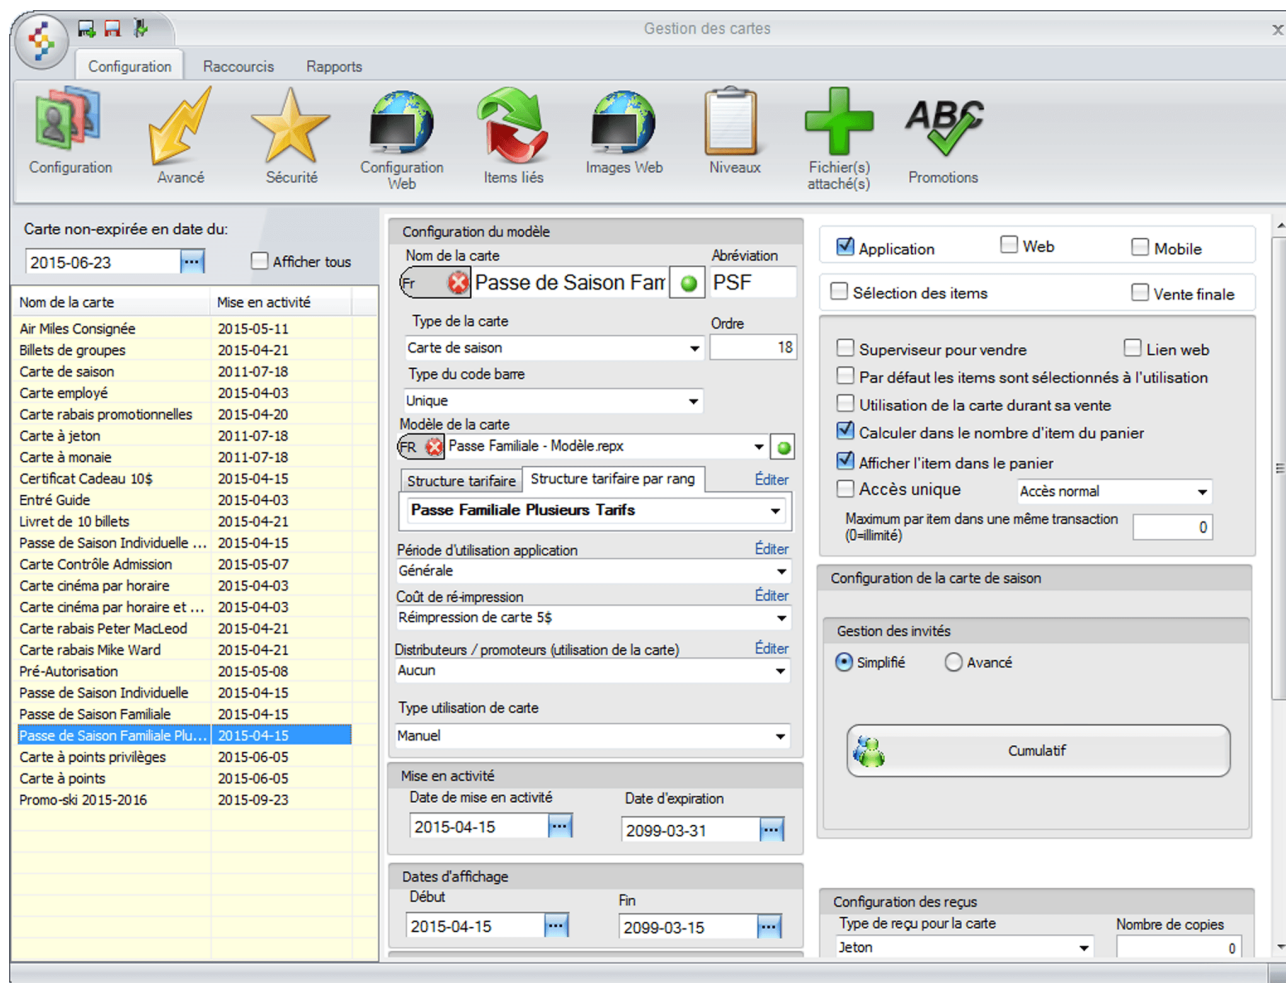 Gestion des cartes
Configuration Raccourcis Rapports
Configuration
Avancé
Sécurité
Configuration
Web
Items liés
Images Web
Niveaux
Fichier(s)
attaché(s)
ABC
Promotions
Carte non-expirée en date du:
2015-06-23 ... Afficher tous
Nom de la carte Mise en activité
Air Miles Consignée 2015-05-11
Billets de groupes 2015-04-21
Carte de saison 2011-07-18
Carte employé 2015-04-03
Carte rabais promotionnelles 2015-04-20
Carte à jeton 2011-07-18
Carte à monaie 2011-07-18
Certificat Cadeau 10$ 2015-04-15
Entré Guide 2015-04-03
Livret de 10 billets 2015-04-21
Passe de Saison Individuelle ... 2015-04-15
Carte Contrôle Admission 2015-05-07
Carte cinéma par horaire 2015-04-03
Carte cinéma par horaire et ... 2015-04-03
Carte rabais Peter MacLeod 2015-04-21
Carte rabais Mike Ward 2015-04-21
Pré-Autorisation 2015-05-08
Passe de Saison Individuelle 2015-04-15
Passe de Saison Familiale 2015-04-15
Passe de Saison Familiale Plu... 2015-04-15
Carte à points privilèges 2015-06-05
Carte à points 2015-06-05
Promo-ski 2015-2016 2015-09-23
Configuration du modèle
Nom de la carte Abréviation
Fr Passe de Saison Fam PSF
Type de la carte Ordre
Carte de saison 18
Type du code barre
Unique
Modèle de la carte
FR Passe Familiale - Modèle.repx
Structure tarifaire Structure tarifaire par rang Éditer
Passe Familiale Plusieurs Tarifs
Période d'utilisation application Éditer
Générale
Coût de ré-impression Éditer
Réimpression de carte 5$
Distributeurs / promoteurs (utilisation de la carte) Éditer
Aucun
Type utilisation de carte
Manuel
Mise en activité
Date de mise en activité Date d'expiration
2015-04-15 ... 2099-03-31 ...
Dates d'affichage
Début Fin
2015-04-15 ... 2099-03-15 ...
Application Web Mobile
Sélection des items Vente finale
Superviseur pour vendre Lien web
Par défaut les items sont sélectionnés à l'utilisation
Utilisation de la carte durant sa vente
Calculer dans le nombre d'item du panier
Afficher l'item dans le panier
Accès unique Accès normal
Maximum par item dans une même transaction
(0=illimité) 0
Configuration de la carte de saison
Gestion des invités
Simplifié Avancé
Cumulatif
Configuration des reçus
Type de reçu pour la carte Nombre de copies
Jeton 0